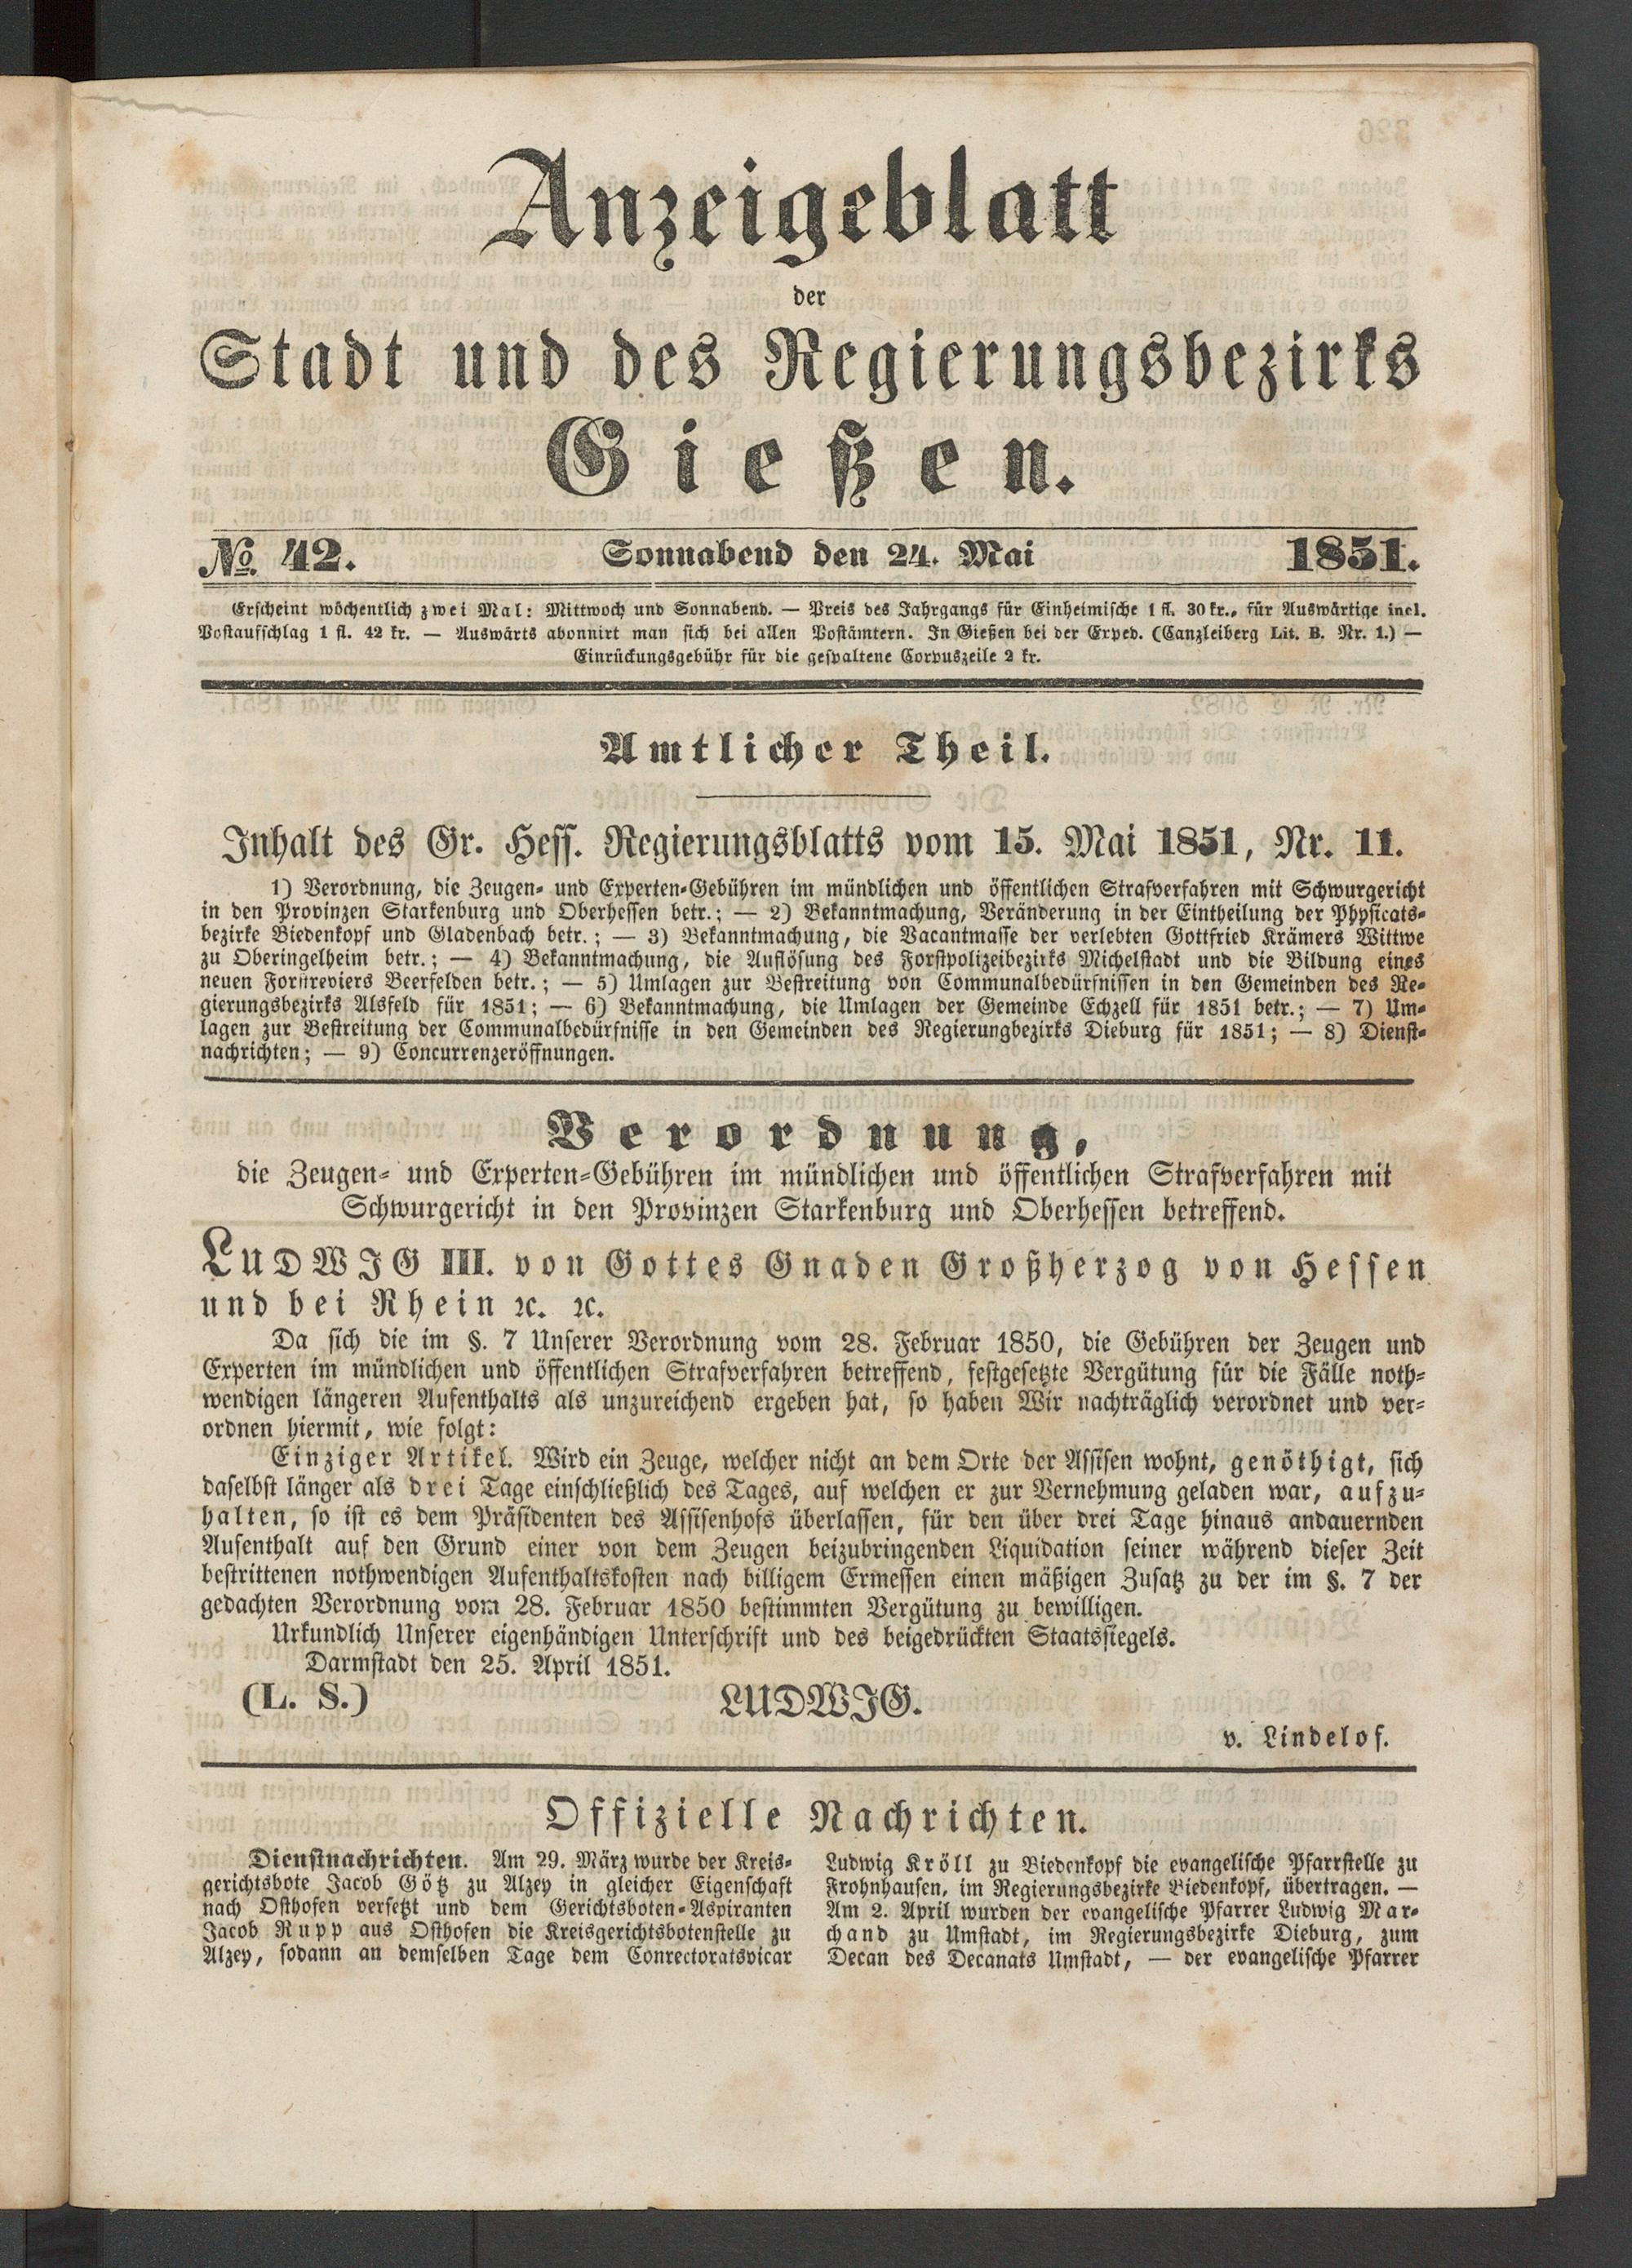 Anzeigeblatt
der
Stadt und des Regierungsbezirks
Gießen.
No. 42. Sonnabend den 24. Mai 1851.
Erscheint wöchentlich zwei Mal: Mittwoch und Sonnabend. — Preis des Jahrgangs für Einheimische 1 fl. 30 kr., für Auswärtige incl.
Postaufschlag 1 fl. 42 kr. — Auswärts abonnirt man sich bei allen Postämtern. In Gießen bei der Exped. (Canzleiberg Lit. B. Nr. 1.) —
Einrückungsgebühr für die gespaltene Corpuszeile 2 kr.
Amtlicher Theil.
Inhalt des Gr. Hess. Regierungsblatts vom 15. Mai 1851, Nr. 11.
1) Verordnung, die Zeugen- und Experten-Gebühren im mündlichen und öffentlichen Strafverfahren mit Schwurgericht
in den Provinzen Starkenburg und Oberhessen betr.; — 2) Bekanntmachung, Veränderung in der Eintheilung der Physicats-
bezirke Biedenkopf und Gladenbach betr.; — 3) Bekanntmachung, die Vacantmasse der verlebten Gottfried Krämers Wittwe
zu Oberingelheim betr.; — 4) Bekanntmachung, die Auflösung des Forstpolizeibezirks Michelstadt und die Bildung eines
neuen Forstreviers Beerfelden betr.; — 5) Umlagen zur Bestreitung von Communalbedürfnissen in den Gemeinden des Re-
gierungsbezirks Alsfeld für 1851; — 6) Bekanntmachung, die Umlagen der Gemeinde Echzell für 1851 betr.; — 7) Um-
lagen zur Bestreitung der Communalbedürfnisse in den Gemeinden des Regierungbezirks Dieburg für 1851; — 8) Dienst-
nachrichten; — 9) Concurrenzeröffnungen.
Verordnung,
die Zeugen- und Experten-Gebühren im mündlichen und öffentlichen Strafverfahren mit
Schwurgericht in den Provinzen Starkenburg und Oberhessen betreffend.
LUDWIG III. von Gottes Gnaden Großherzog von Hessen
und bei Rhein ꝛc. ꝛc.
Da sich die im §. 7 Unserer Verordnung vom 28. Februar 1850, die Gebühren der Zeugen und
Experten im mündlichen und öffentlichen Strafverfahren betreffend, festgesetzte Vergütung für die Fälle noth-
wendigen längeren Aufenthalts als unzureichend ergeben hat, so haben Wir nachträglich verordnet und ver-
ordnen hiermit, wie folgt:
Einziger Artikel. Wird ein Zeuge, welcher nicht an dem Orte der Assisen wohnt, genöthigt, sich
daselbst länger als drei Tage einschließlich des Tages, auf welchen er zur Vernehmung geladen war, aufzu-
halten, so ist es dem Präsidenten des Assisenhofs überlassen, für den über drei Tage hinaus andauernden
Aufenthalt auf den Grund einer von dem Zeugen beizubringenden Liquidation seiner während dieser Zeit
bestrittenen nothwendigen Aufenthaltskosten nach billigem Ermessen einen mäßigen Zusatz zu der im §. 7 der
gedachten Verordnung vom 28. Februar 1850 bestimmten Vergütung zu bewilligen.
Urkundlich Unserer eigenhändigen Unterschrift und des beigedrückten Staatssiegels.
Darmstadt den 25. April 1851.
(L. S.) LUDWIG.
v. Lindelof.
Offizielle Nachrichten.
Dienstnachrichten. Am 29. März wurde der Kreis-
gerichtsbote Jacob Götz zu Alzey in gleicher Eigenschaft
nach Osthofen versetzt und dem Gerichtsboten-Aspiranten
Jacob Rupp aus Osthofen die Kreisgerichtsbotenstelle zu
Alzey, sodann an demselben Tage dem Conrectoratsvicar
Ludwig Kröll zu Biedenkopf die evangelische Pfarrstelle zu
Frohnhausen, im Regierungsbezirke Biedenkopf, übertragen. —
Am 2. April wurden der evangelische Pfarrer Ludwig Mar-
chand zu Umstadt, im Regierungsbezirke Dieburg, zum
Decan des Decanats Umstadt, — der evangelische Pfarrer